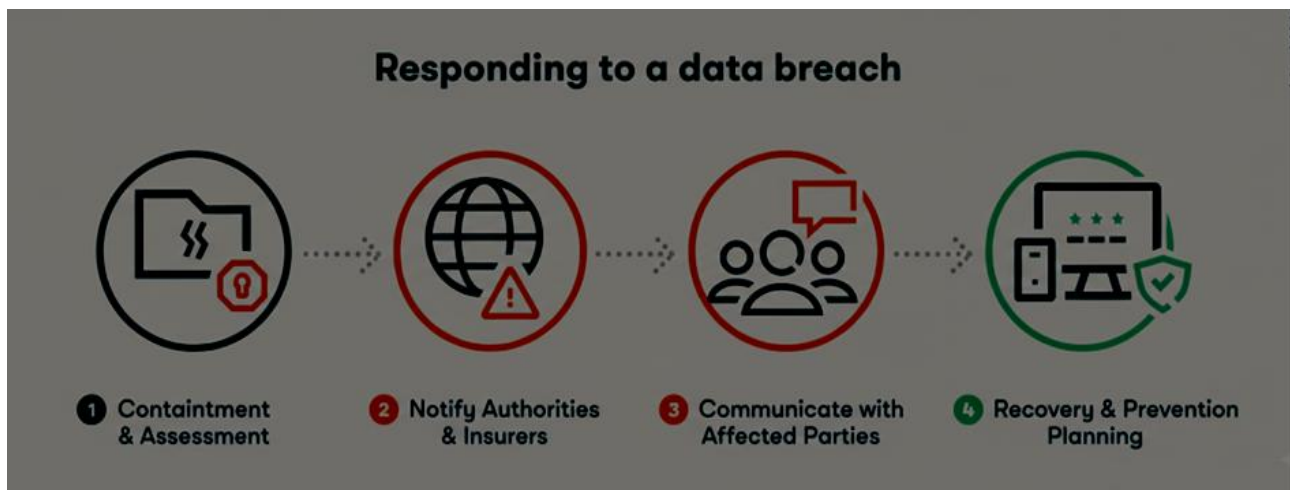 Responding to a data breach
1 Containtment
& Assessment
2 Notify Authorities
& Insurers
3 Communicate with
Affected Parties
4 Recovery & Prevention
Planning